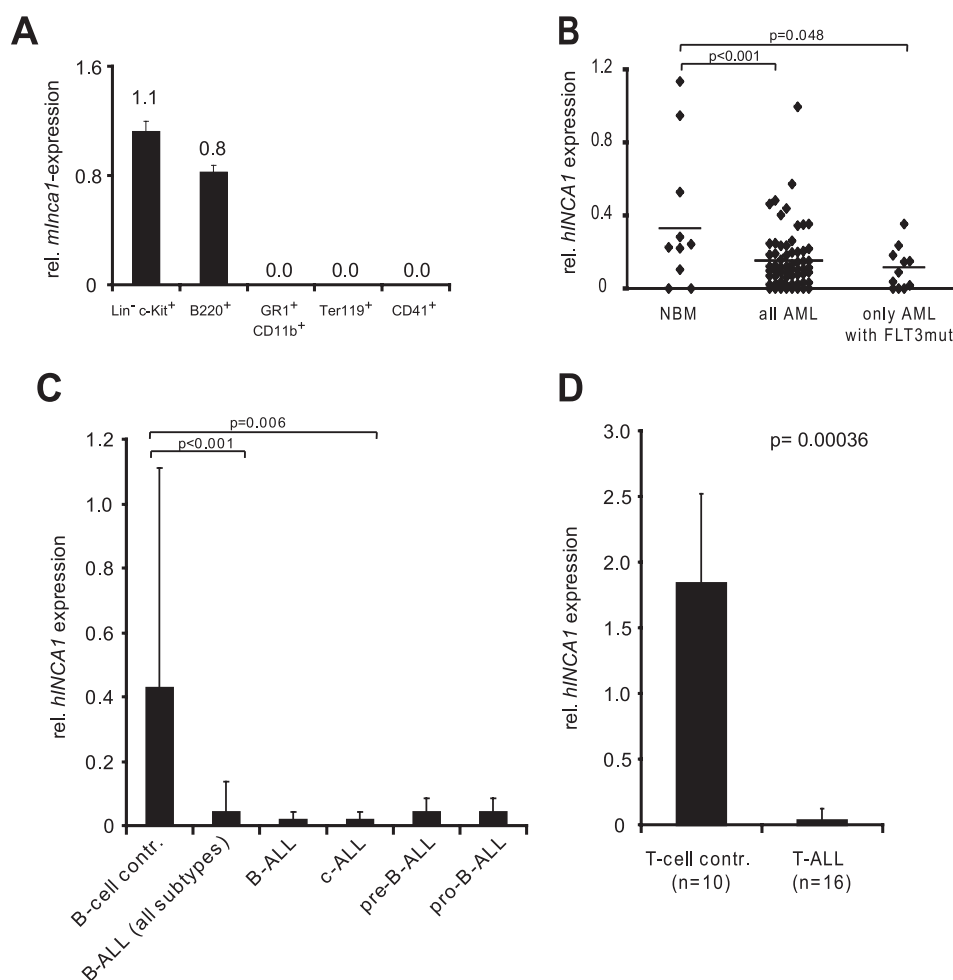 A
rel. mInca1-expression
1.6
0.8
0
1.1
0.8
0.0
0.0
0.0
Lin⁻ c-Kit⁺
B220⁺
GR1⁺
CD11b⁺
Ter119⁺
CD41⁺
B
p=0.048
p<0.001
rel. hINCA1 expression
1.2
0.8
0.4
0
NBM
all AML
only AML
with FLT3mut
C
p=0.006
p<0.001
rel. hINCA1 expression
1.2
1.0
0.8
0.6
0.4
0.2
0
B-cell contr.
B-ALL (all subtypes)
B-ALL
c-ALL
pre-B-ALL
pro-B-ALL
D
p= 0.00036
rel. hINCA1 expression
3.0
2.5
2.0
1.5
1.0
0.5
0
T-cell contr.
(n=10)
T-ALL
(n=16)